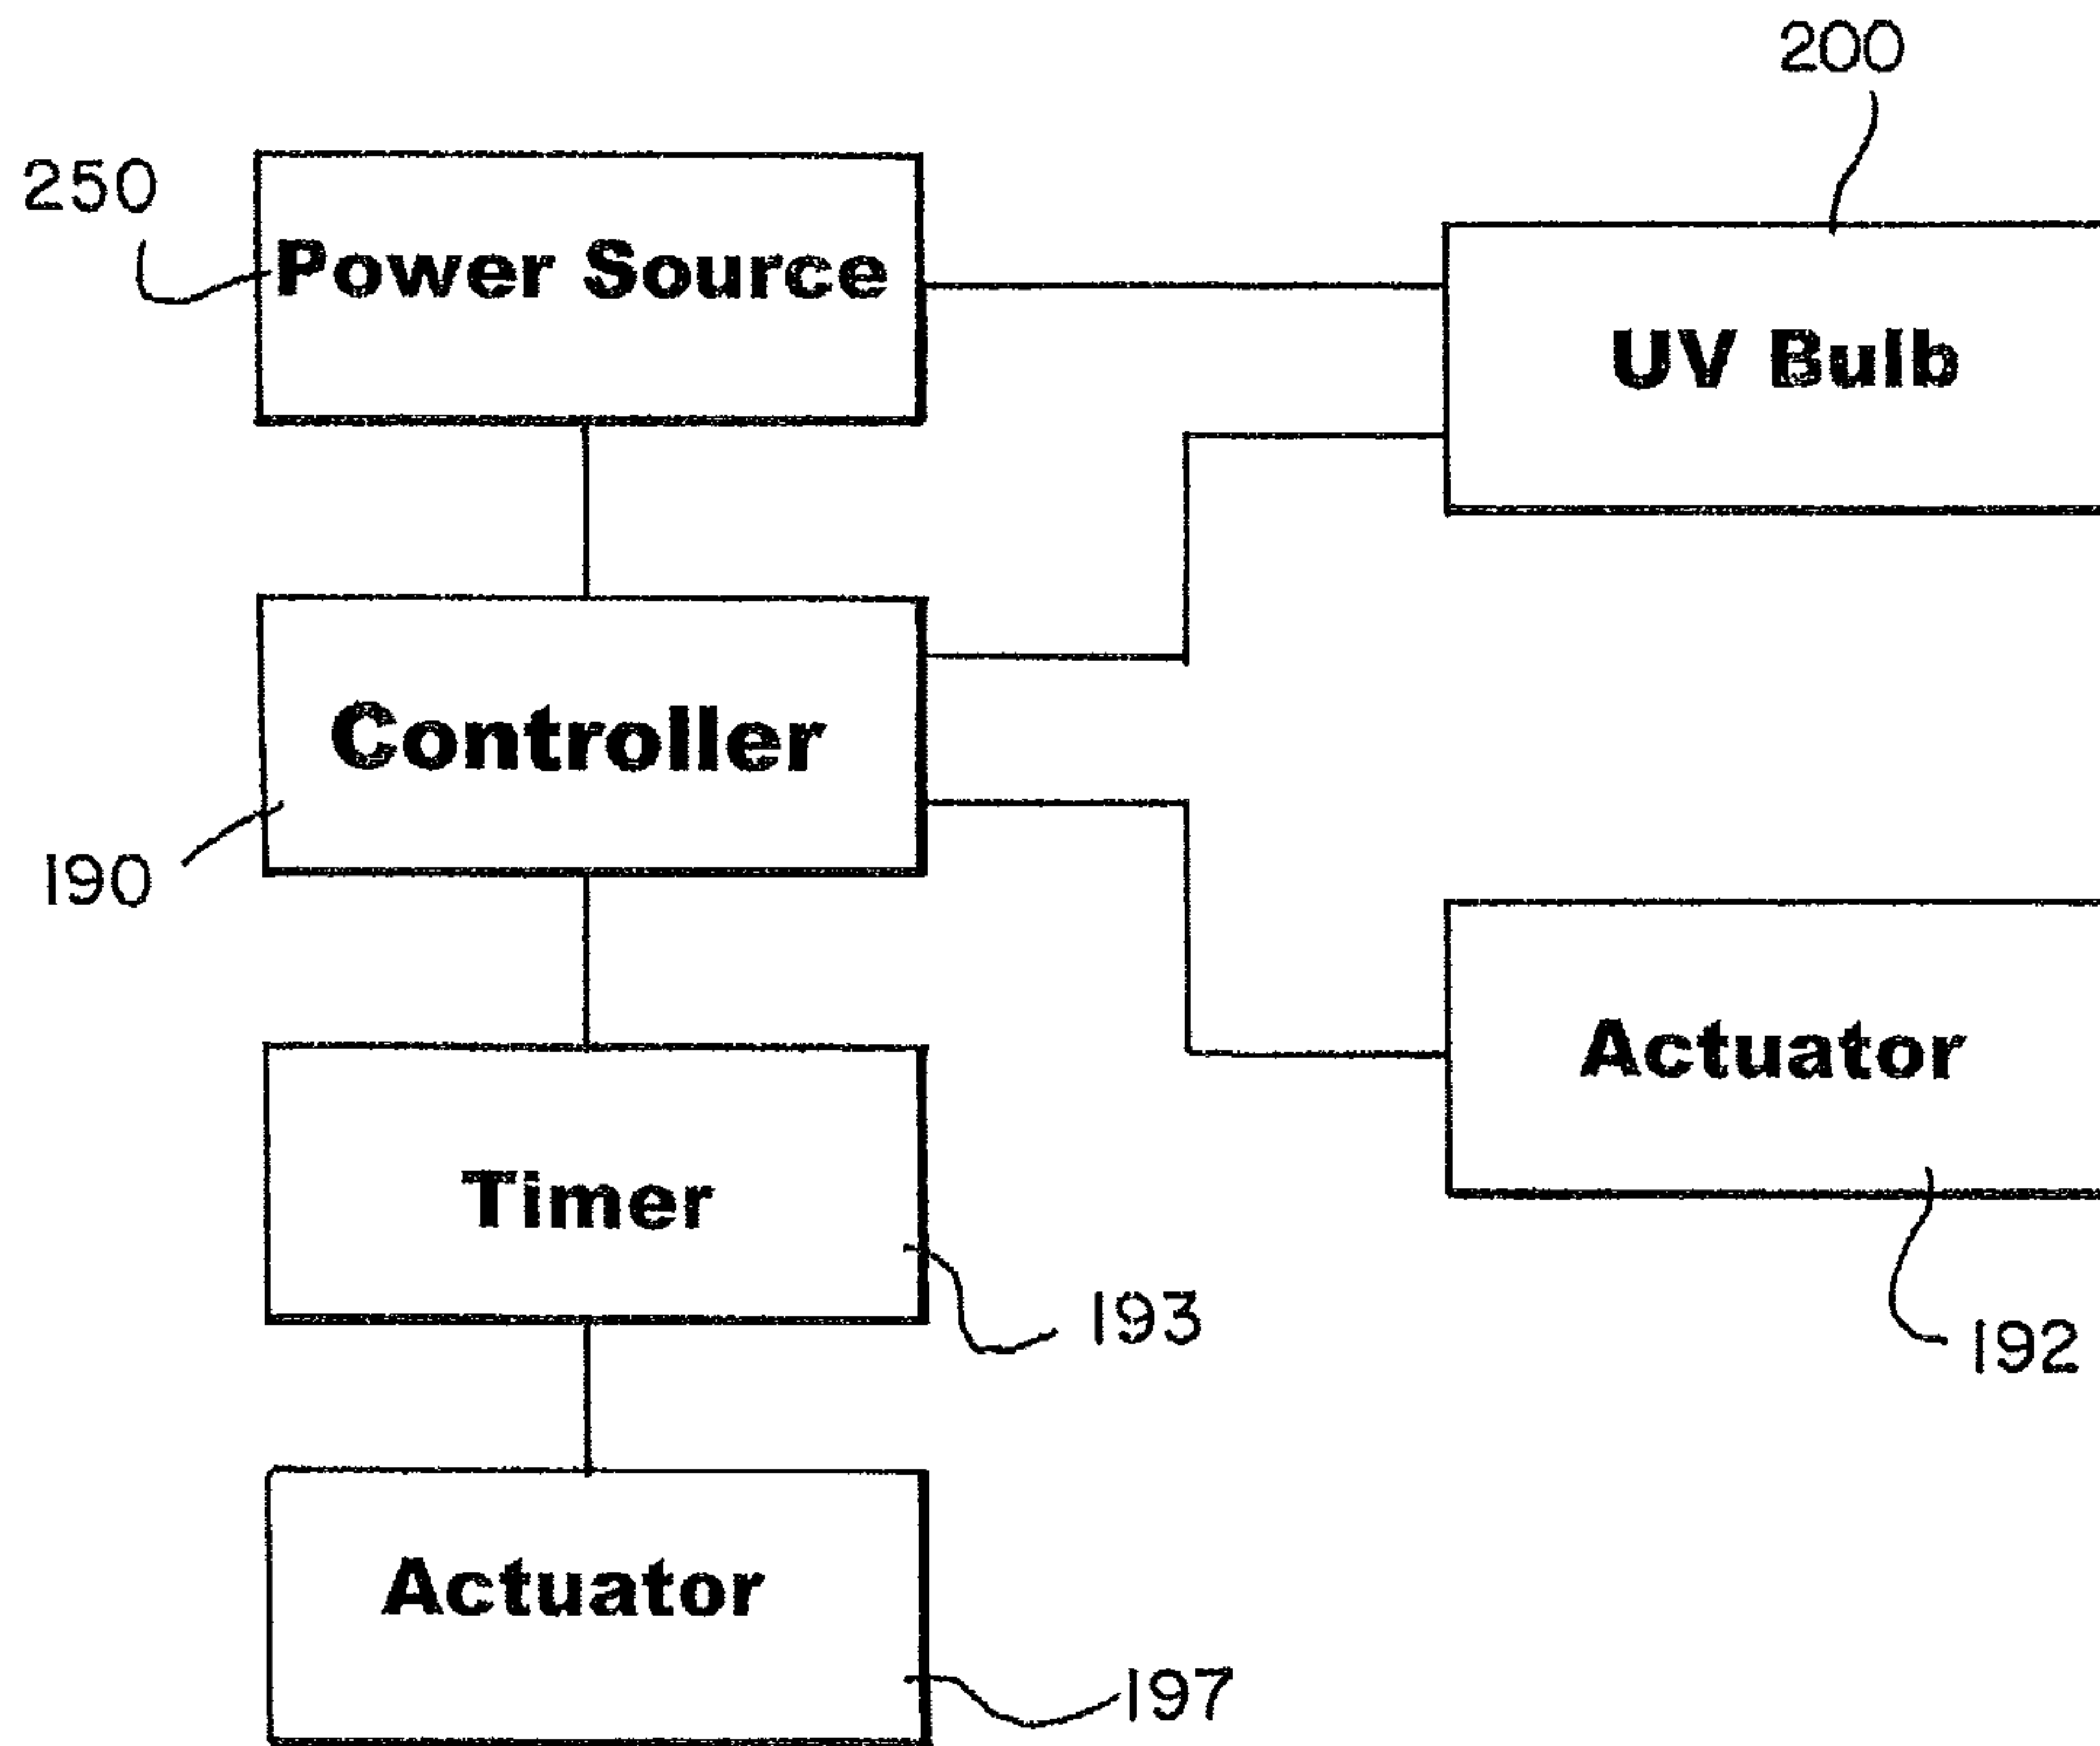 200
250
Power Source
UV Bulb
Controller
190
Actuator
Timer
193
192
Actuator
197